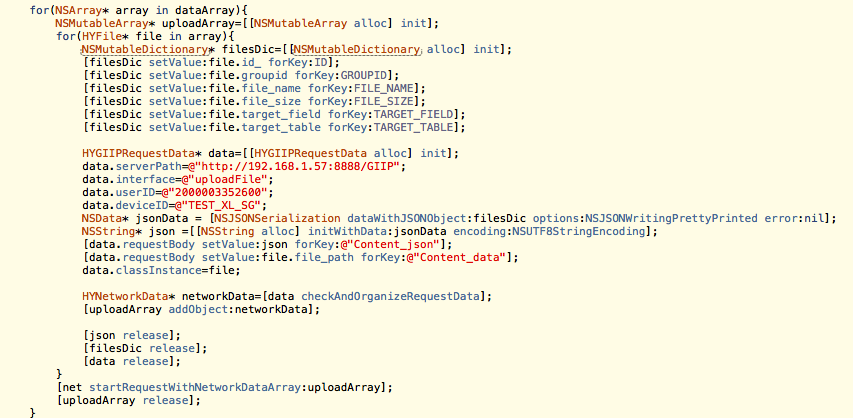 for(NSArray* array in dataArray){
NSMutableArray* uploadArray=[[NSMutableArray alloc] init];
for(HYFile* file in array){
NSMutableDictionary* filesDic=[[NSMutableDictionary alloc] init];
[filesDic setValue:file.id_ forKey:ID];
[filesDic setValue:file.groupid forKey:GROUPID];
[filesDic setValue:file.file_name forKey:FILE_NAME];
[filesDic setValue:file.file_size forKey:FILE_SIZE];
[filesDic setValue:file.target_field forKey:TARGET_FIELD];
[filesDic setValue:file.target_table forKey:TARGET_TABLE];
HYGIIPRequestData* data=[[HYGIIPRequestData alloc] init];
data.serverPath=@"http://192.168.1.57:8888/GIIP";
data.interface=@"uploadFile";
data.userID=@"2000003352600";
data.deviceID=@"TEST_XL_SG";
NSData* jsonData = [NSJSONSerialization dataWithJSONObject:filesDic options:NSJSONWritingPrettyPrinted error:nil];
NSString* json =[[NSString alloc] initWithData:jsonData encoding:NSUTF8StringEncoding];
[data.requestBody setValue:json forKey:@"Content_json"];
[data.requestBody setValue:file.file_path forKey:@"Content_data"];
data.classInstance=file;
HYNetworkData* networkData=[data checkAndOrganizeRequestData];
[uploadArray addObject:networkData];
[json release];
[filesDic release];
[data release];
}
[net startRequestWithNetworkDataArray:uploadArray];
[uploadArray release];
}